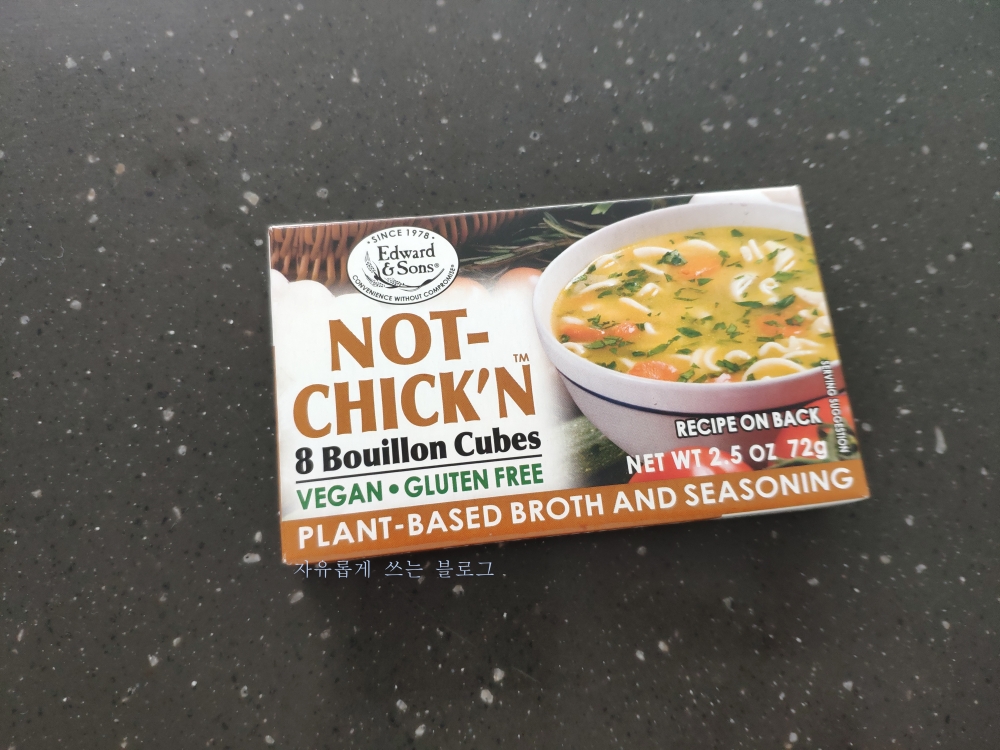 ·SINCE 1978·
Edward
& Sons®
CONVENIENCE WITHOUT COMPROMISE®
NOT-
CHICK'N™
8 Bouillon Cubes
VEGAN • GLUTEN FREE
RECIPE ON BACK
NET WT 2.5 OZ 72g
SERVING SUGGESTION
PLANT-BASED BROTH AND SEASONING
자유롭게 쓰는 블로그